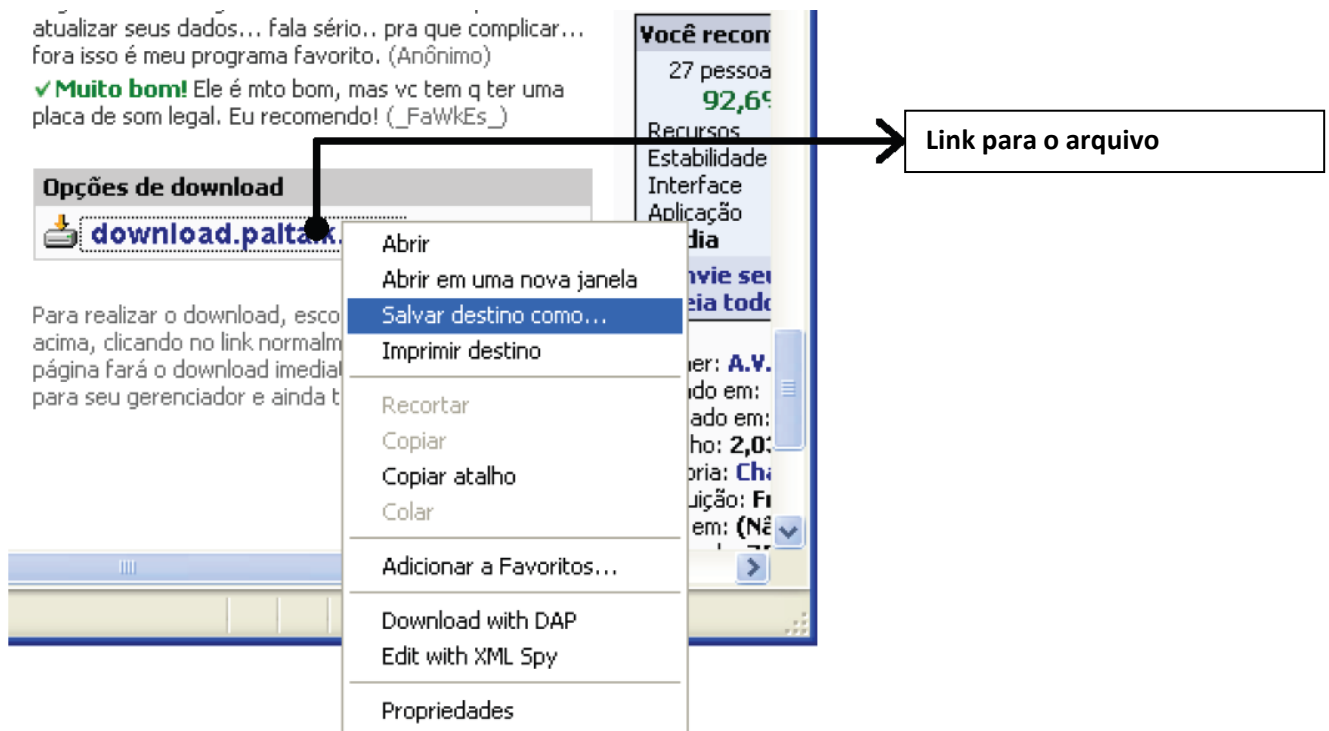 atualizar seus dados... fala sério.. pra que complicar...
fora isso é meu programa favorito. (Anônimo)
✓Muito bom! Ele é mto bom, mas vc tem q ter uma
placa de som legal. Eu recomendo! (_FaWkEs_)
Opções de download
download.paltalk.
Para realizar o download, esco
acima, clicando no link normalm
página fará o download imediat
para seu gerenciador e ainda t
Abrir
Abrir em uma nova janela
Salvar destino como...
Imprimir destino
Recortar
Copiar
Copiar atalho
Colar
Adicionar a Favoritos...
Download with DAP
Edit with XML Spy
Propriedades
Você recom
27 pessoa
92,6
Recursos
Estabilidade
Interface
Aplicação
dia
nvie seu
eia todo
er: A.V.
do em:
ado em:
ho: 2,03
oria: Cha
uição: Fr
em: (Nã
Link para o arquivo